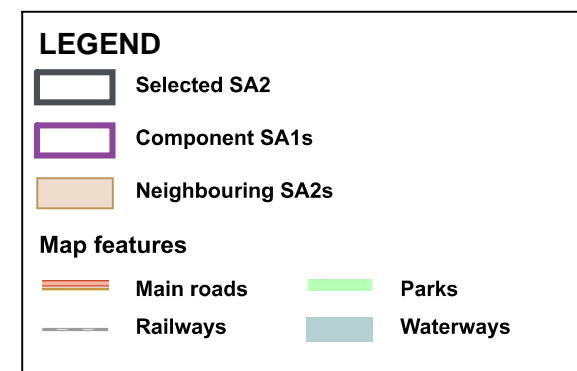 LEGEND
Selected SA2
Component SA1s
Neighbouring SA2s
Map features
Main roads
Parks
Railways
Waterways